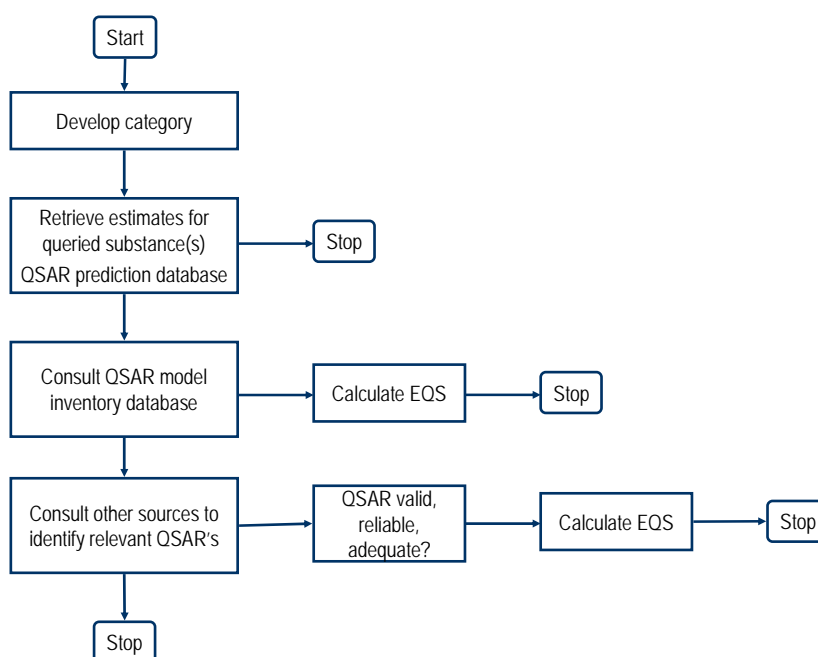 Start
Develop category
Retrieve estimates for
queried substance(s)
QSAR prediction database
Stop
Consult QSAR model
inventory database
Calculate EQS
Stop
Consult other sources to
identify relevant QSAR's
QSAR valid,
reliable,
adequate?
Calculate EQS
Stop
Stop